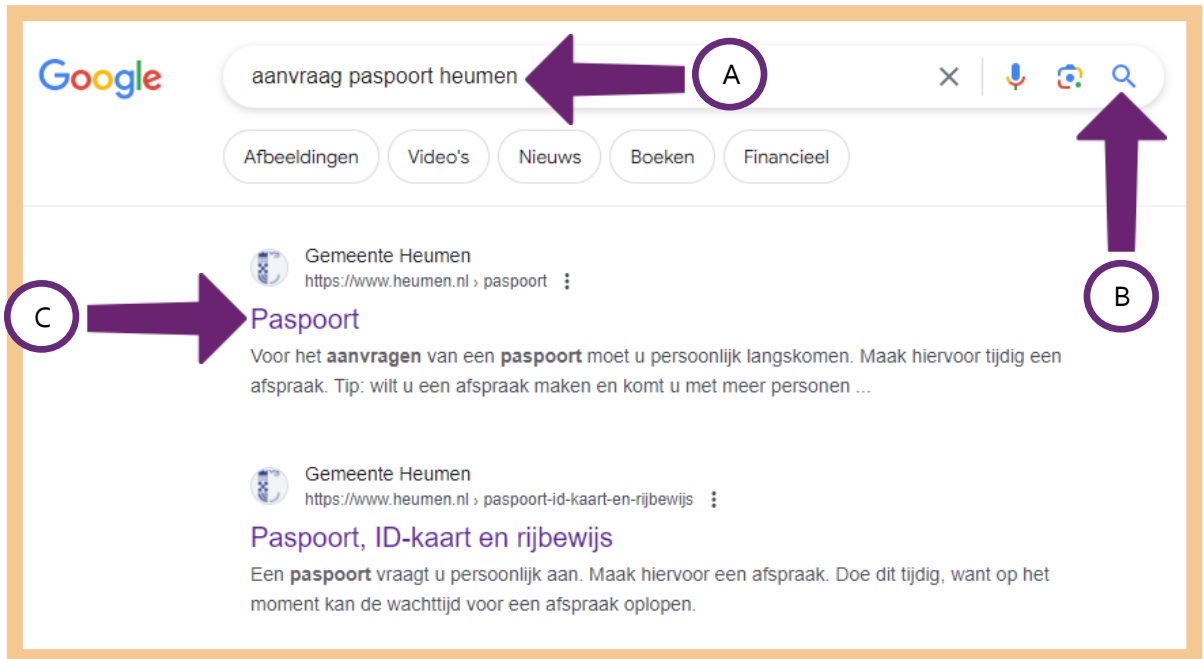 Google
aanvraag paspoort heumen
A
Afbeeldingen
Video's
Nieuws
Boeken
Financieel
B
Gemeente Heumen
https://www.heumen.nl › paspoort
C
Paspoort
Voor het aanvragen van een paspoort moet u persoonlijk langskomen. Maak hiervoor tijdig een
afspraak. Tip: wilt u een afspraak maken en komt u met meer personen ...
Gemeente Heumen
https://www.heumen.nl › paspoort-id-kaart-en-rijbewijs
Paspoort, ID-kaart en rijbewijs
Een paspoort vraagt u persoonlijk aan. Maak hiervoor een afspraak. Doe dit tijdig, want op het
moment kan de wachttijd voor een afspraak oplopen.